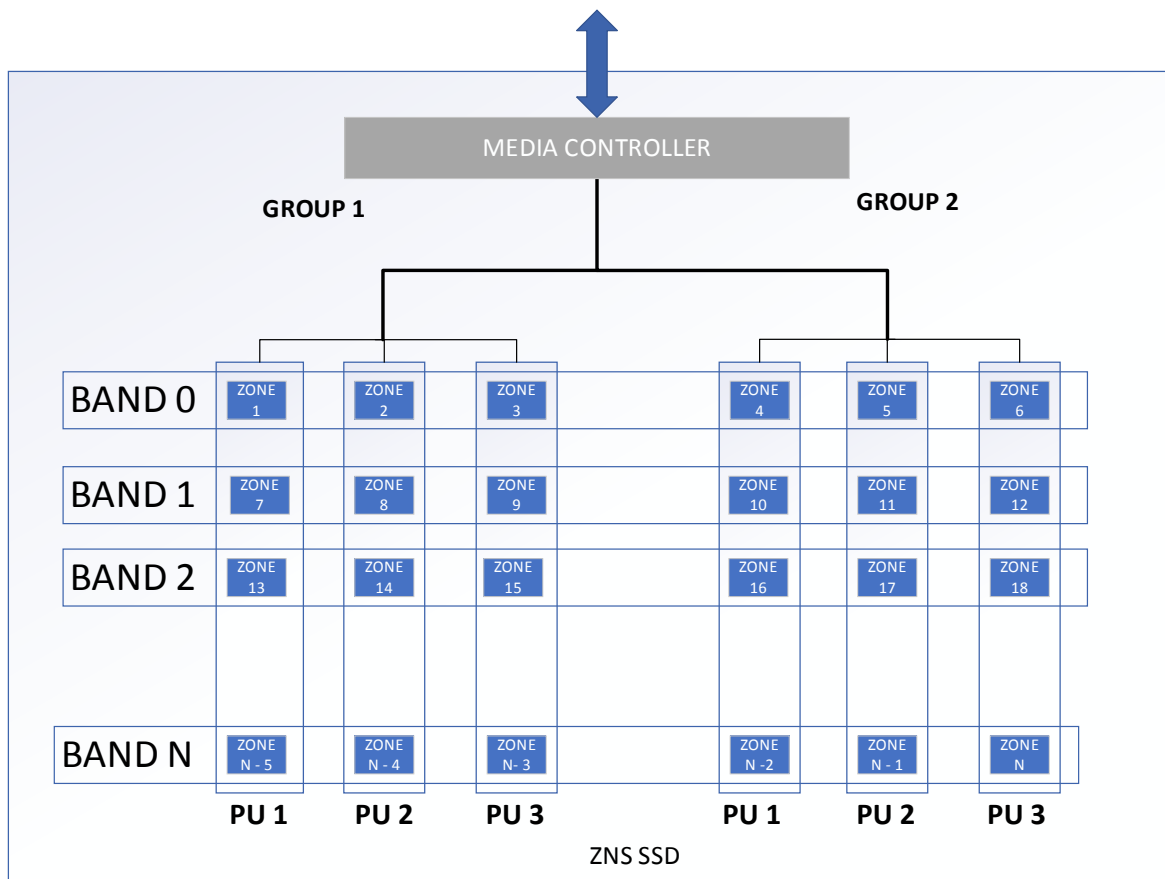 MEDIA CONTROLLER
GROUP 1
GROUP 2
BAND 0
ZONE
1
ZONE
2
ZONE
3
ZONE
4
ZONE
5
ZONE
6
BAND 1
ZONE
7
ZONE
8
ZONE
9
ZONE
10
ZONE
11
ZONE
12
BAND 2
ZONE
13
ZONE
14
ZONE
15
ZONE
16
ZONE
17
ZONE
18
BAND N
ZONE
N - 5
ZONE
N - 4
ZONE
N- 3
ZONE
N -2
ZONE
N - 1
ZONE
N
PU 1
PU 2
PU 3
PU 1
PU 2
PU 3
ZNS SSD